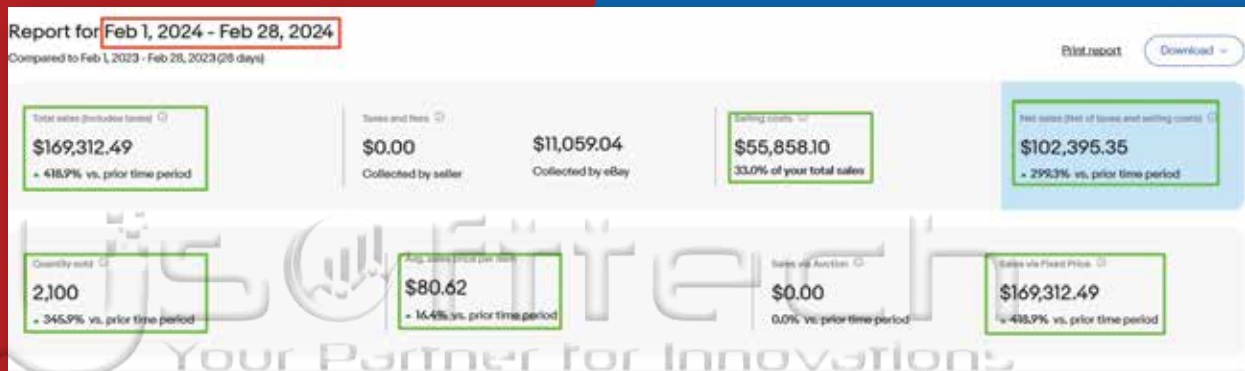 Report for Feb 1, 2024 - Feb 28, 2024
Compared to Feb 1, 2023 - Feb 28, 2023 (28 days)
Print report
Download
Total sales (Includes taxes)
$169,312.49
418.9% vs. prior time period
Taxes and fees
$0.00
Collected by seller
$11,059.04
Collected by eBay
Selling costs
$55,858.10
33.0% of your total sales
Net sales (Net of taxes and selling costs)
$102,395.35
299.3% vs. prior time period
Quantity sold
2,100
345.9% vs. prior time period
Avg. sales price per item
$80.62
16.4% vs. prior time period
Sales via Auction
$0.00
0.0% vs. prior time period
Sales via Fixed Price
$169,312.49
418.9% vs. prior time period
Your Partner for Innovations